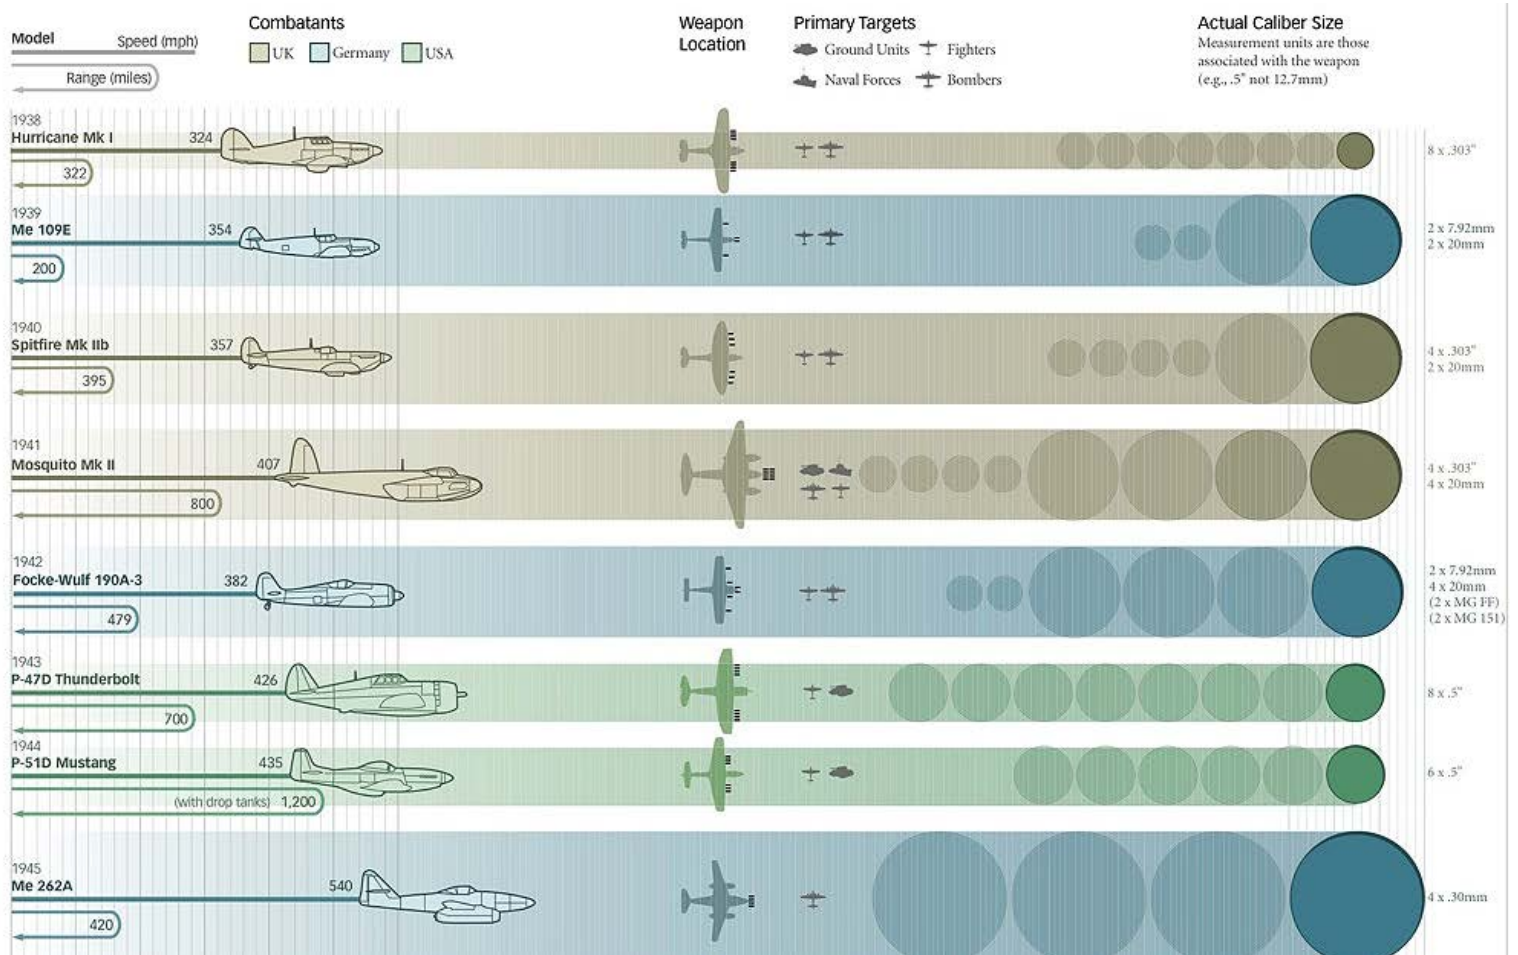 Model
Speed (mph)
Range (miles)
Combatants
UK
Germany
USA
Weapon
Location
Primary Targets
Ground Units
Fighters
Naval Forces
Bombers
Actual Caliber Size
Measurement units are those
associated with the weapon
(e.g., .5" not 12.7mm)
1938
Hurricane Mk I
324
322
8 x .303"
1939
Me 109E
354
200
2 x 7.92mm
2 x 20mm
1940
Spitfire Mk IIb
357
395
4 x .303"
2 x 20mm
1941
Mosquito Mk II
407
800
4 x .303"
4 x 20mm
1942
Focke-Wulf 190A-3
382
479
2 x 7.92mm
4 x 20mm
(2 x MG FF)
(2 x MG 151)
1943
P-47D Thunderbolt
426
700
8 x .5"
1944
P-51D Mustang
435
(with drop tanks) 1,200
6 x .5"
1945
Me 262A
540
420
4 x .30mm